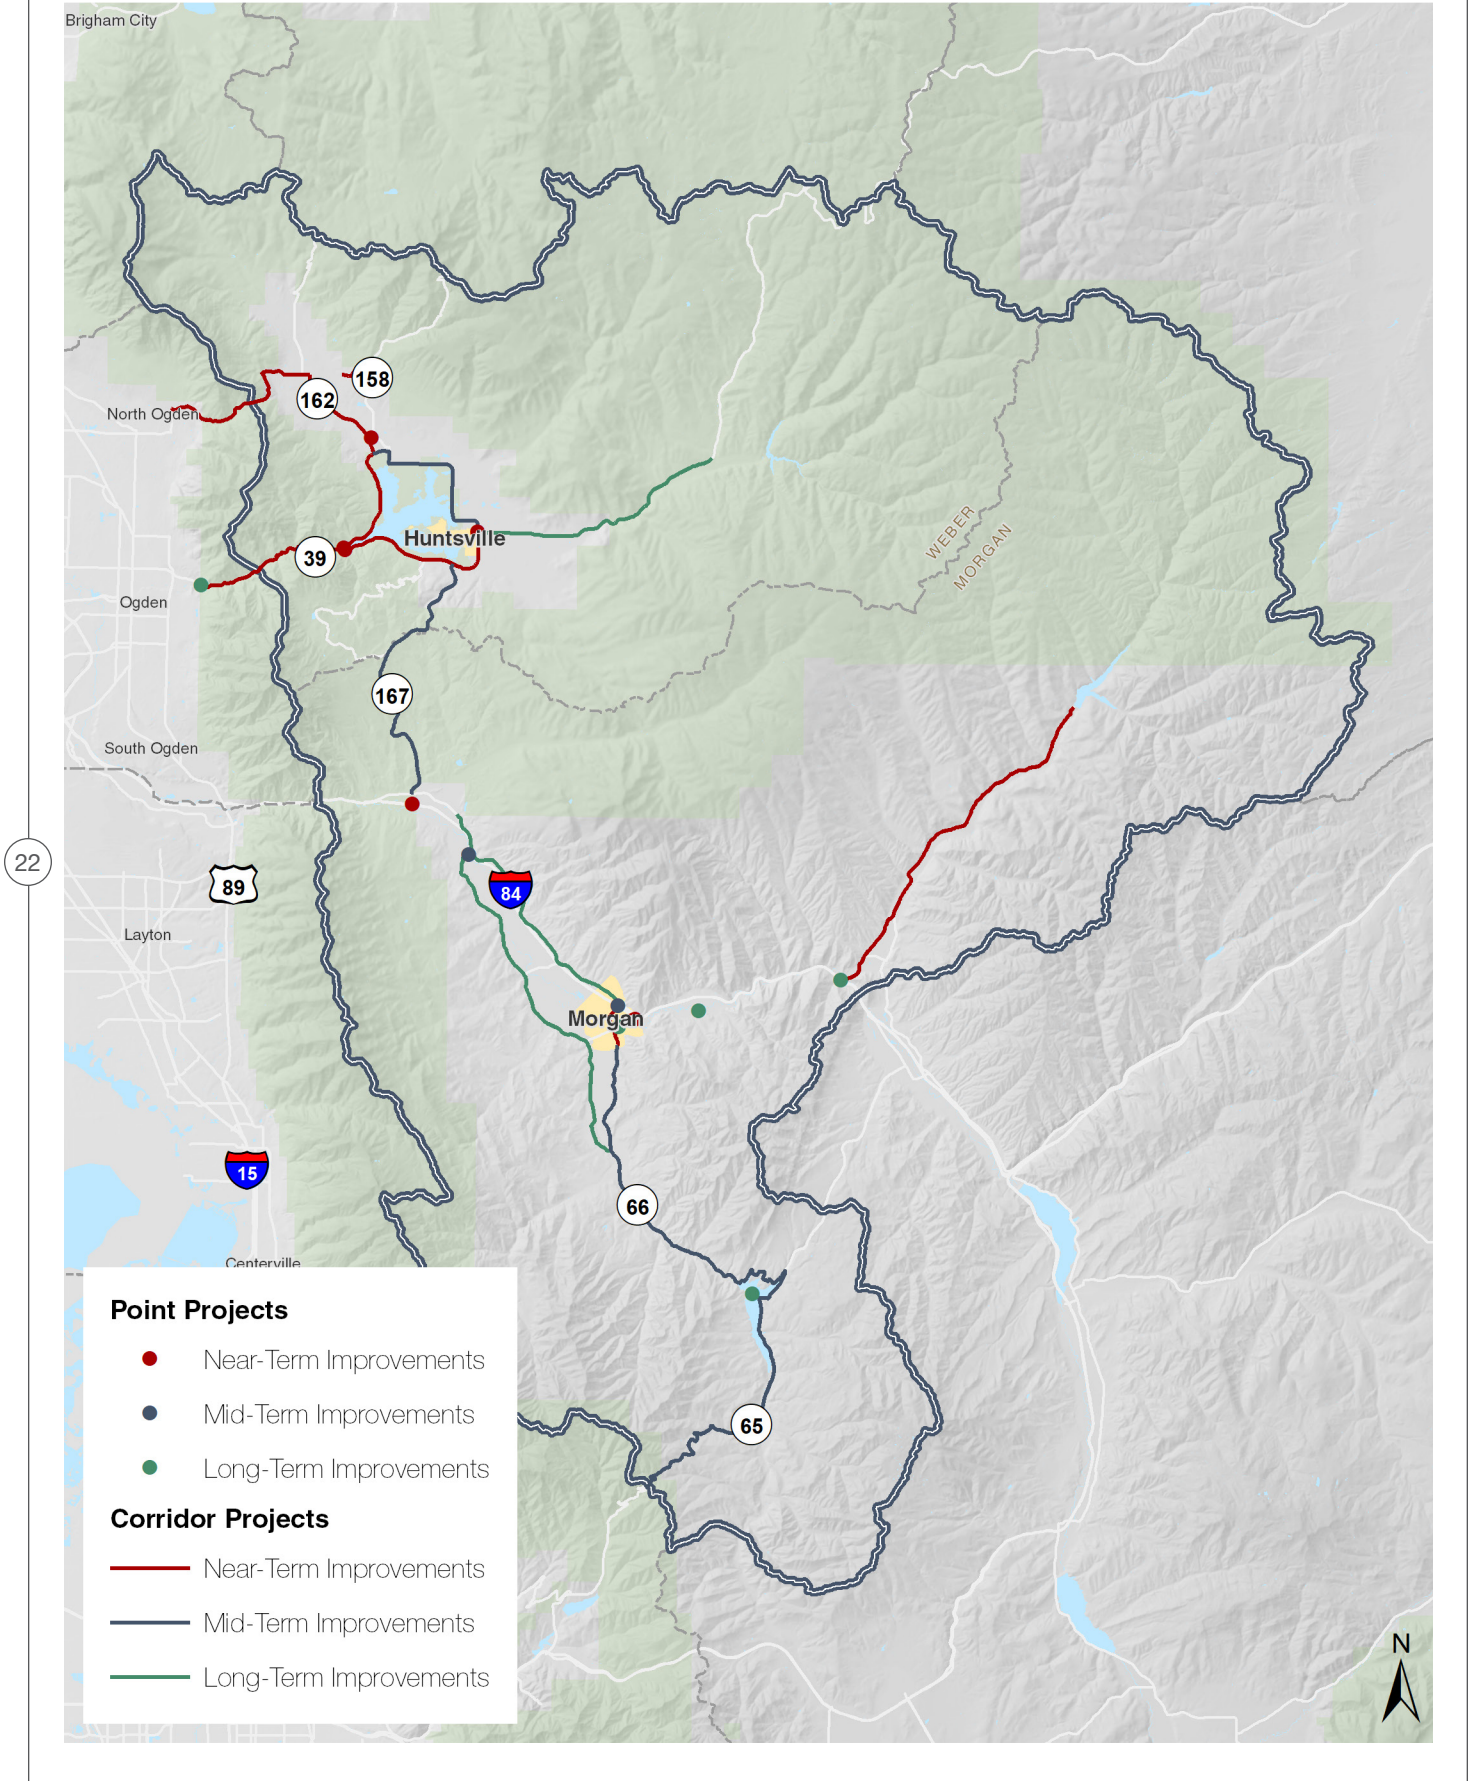 Brigham City
158
162
North Ogden
Huntsville
WEBER
MORGAN
39
Ogden
167
South Ogden
22
89
84
Layton
Morgan
15
66
Centerville
65
Point Projects
Near-Term Improvements
Mid-Term Improvements
Long-Term Improvements
Corridor Projects
Near-Term Improvements
Mid-Term Improvements
Long-Term Improvements
N